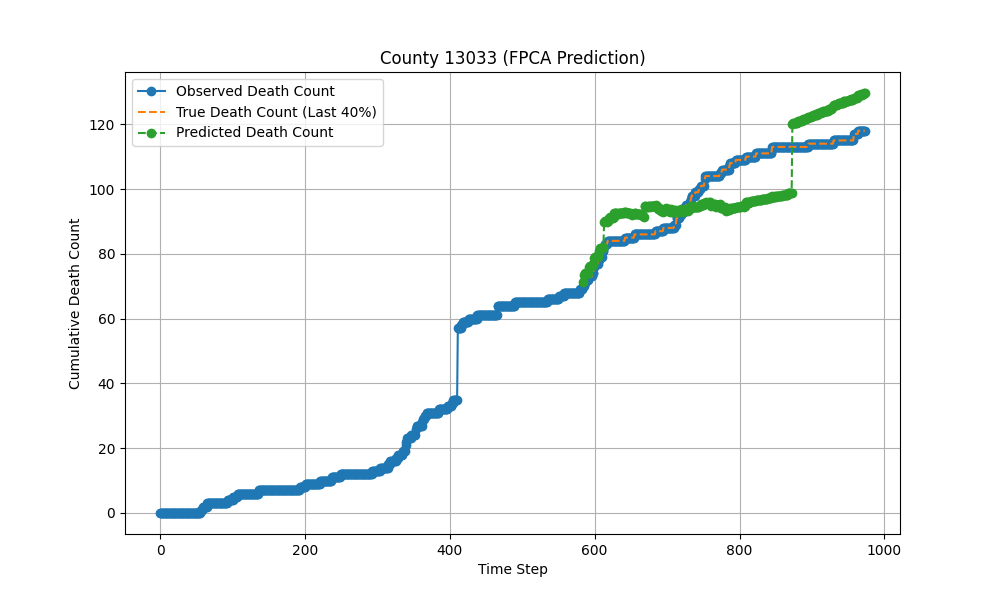 County 13033 (FPCA Prediction)
Observed Death Count
True Death Count (Last 40%)
Predicted Death Count
Cumulative Death Count
120
100
80
60
40
20
0
0 200 400 600 800 1000
Time Step